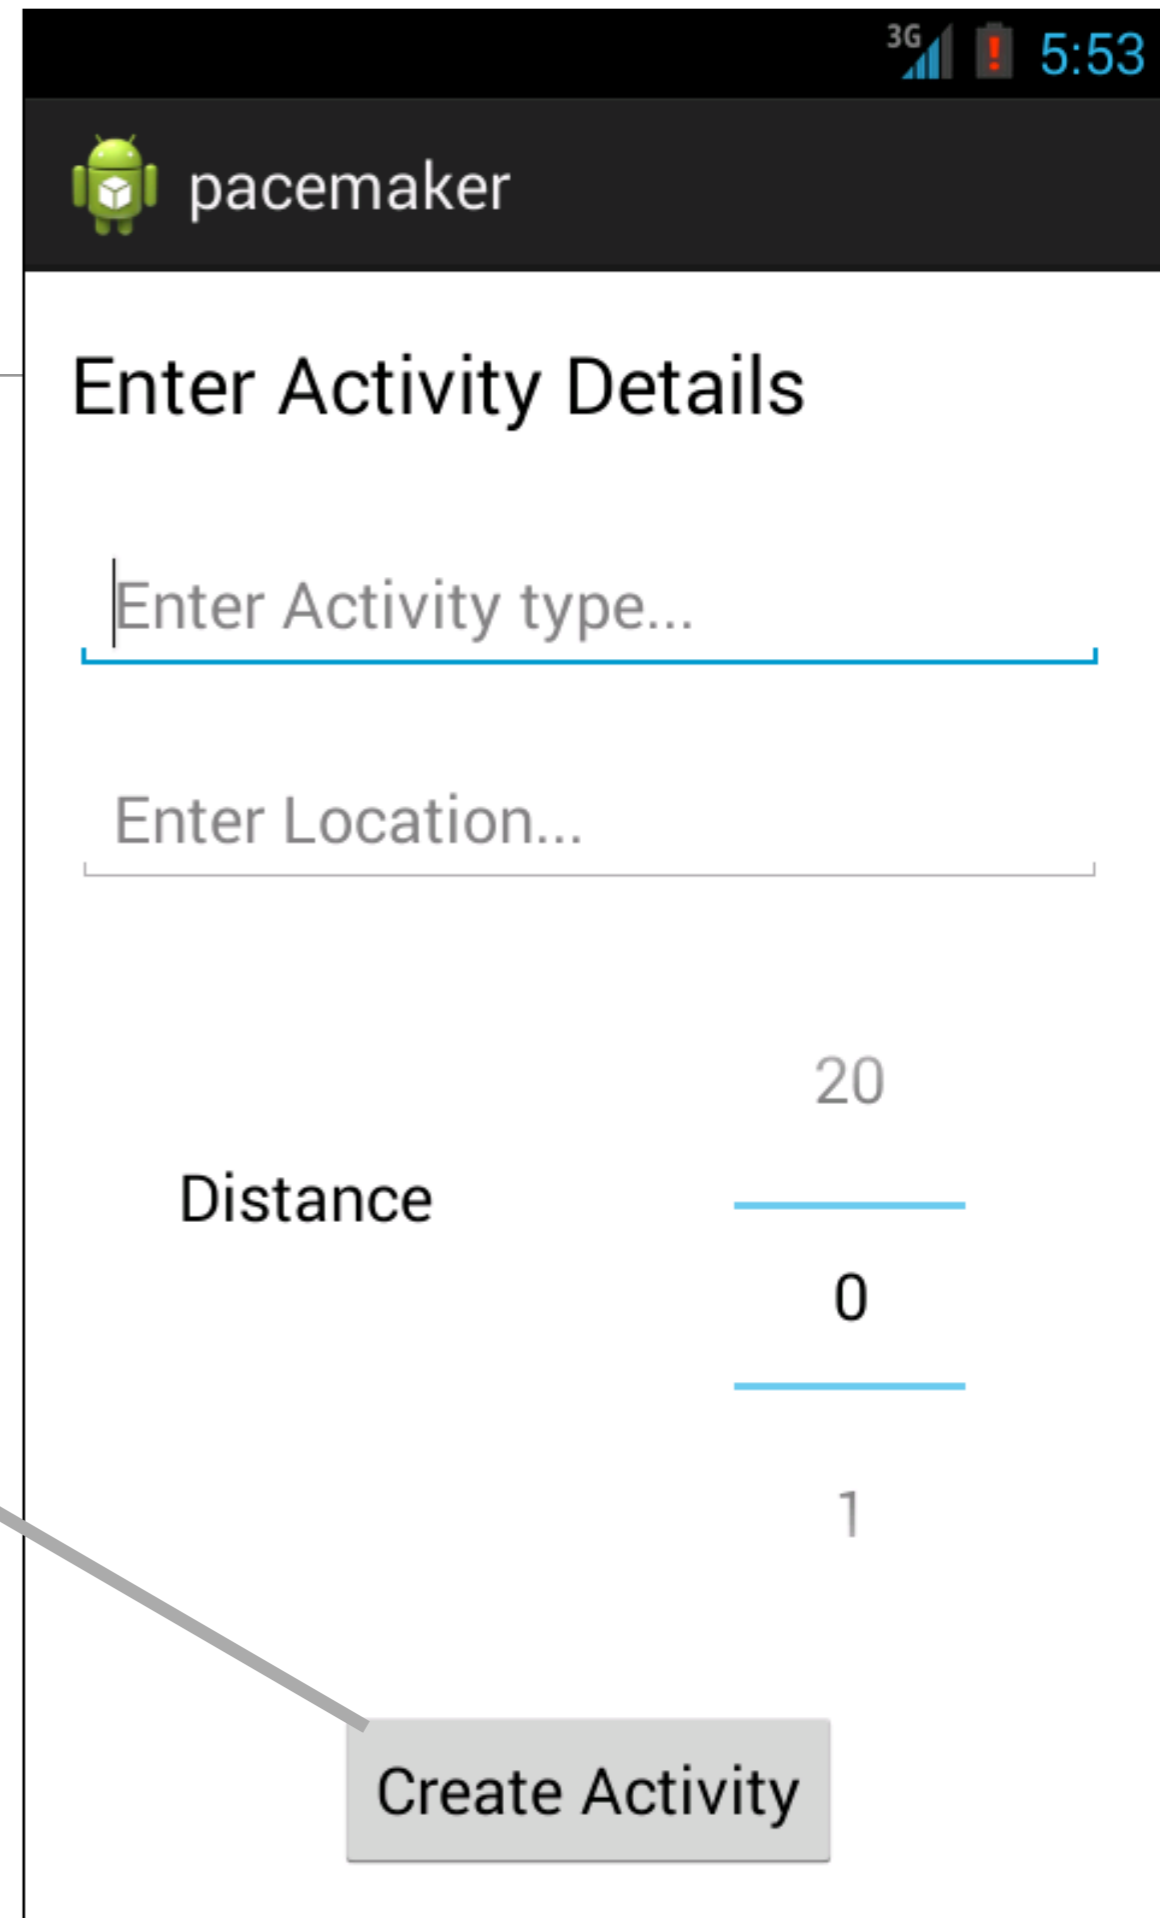 3G 5:53
pacemaker
Enter Activity Details
Enter Activity type...
Enter Location...
20
Distance
0
1
Create Activity